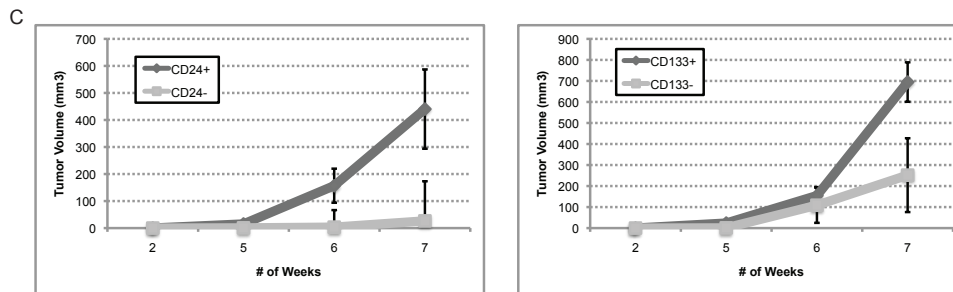 C
700
600
500
400
300
200
100
0
Tumor Volume (mm3)
CD24+
CD24-
2 5 6 7
# of Weeks
900
800
700
600
500
400
300
200
100
0
Tumor Volume (mm3)
CD133+
CD133-
2 5 6 7
# of Weeks